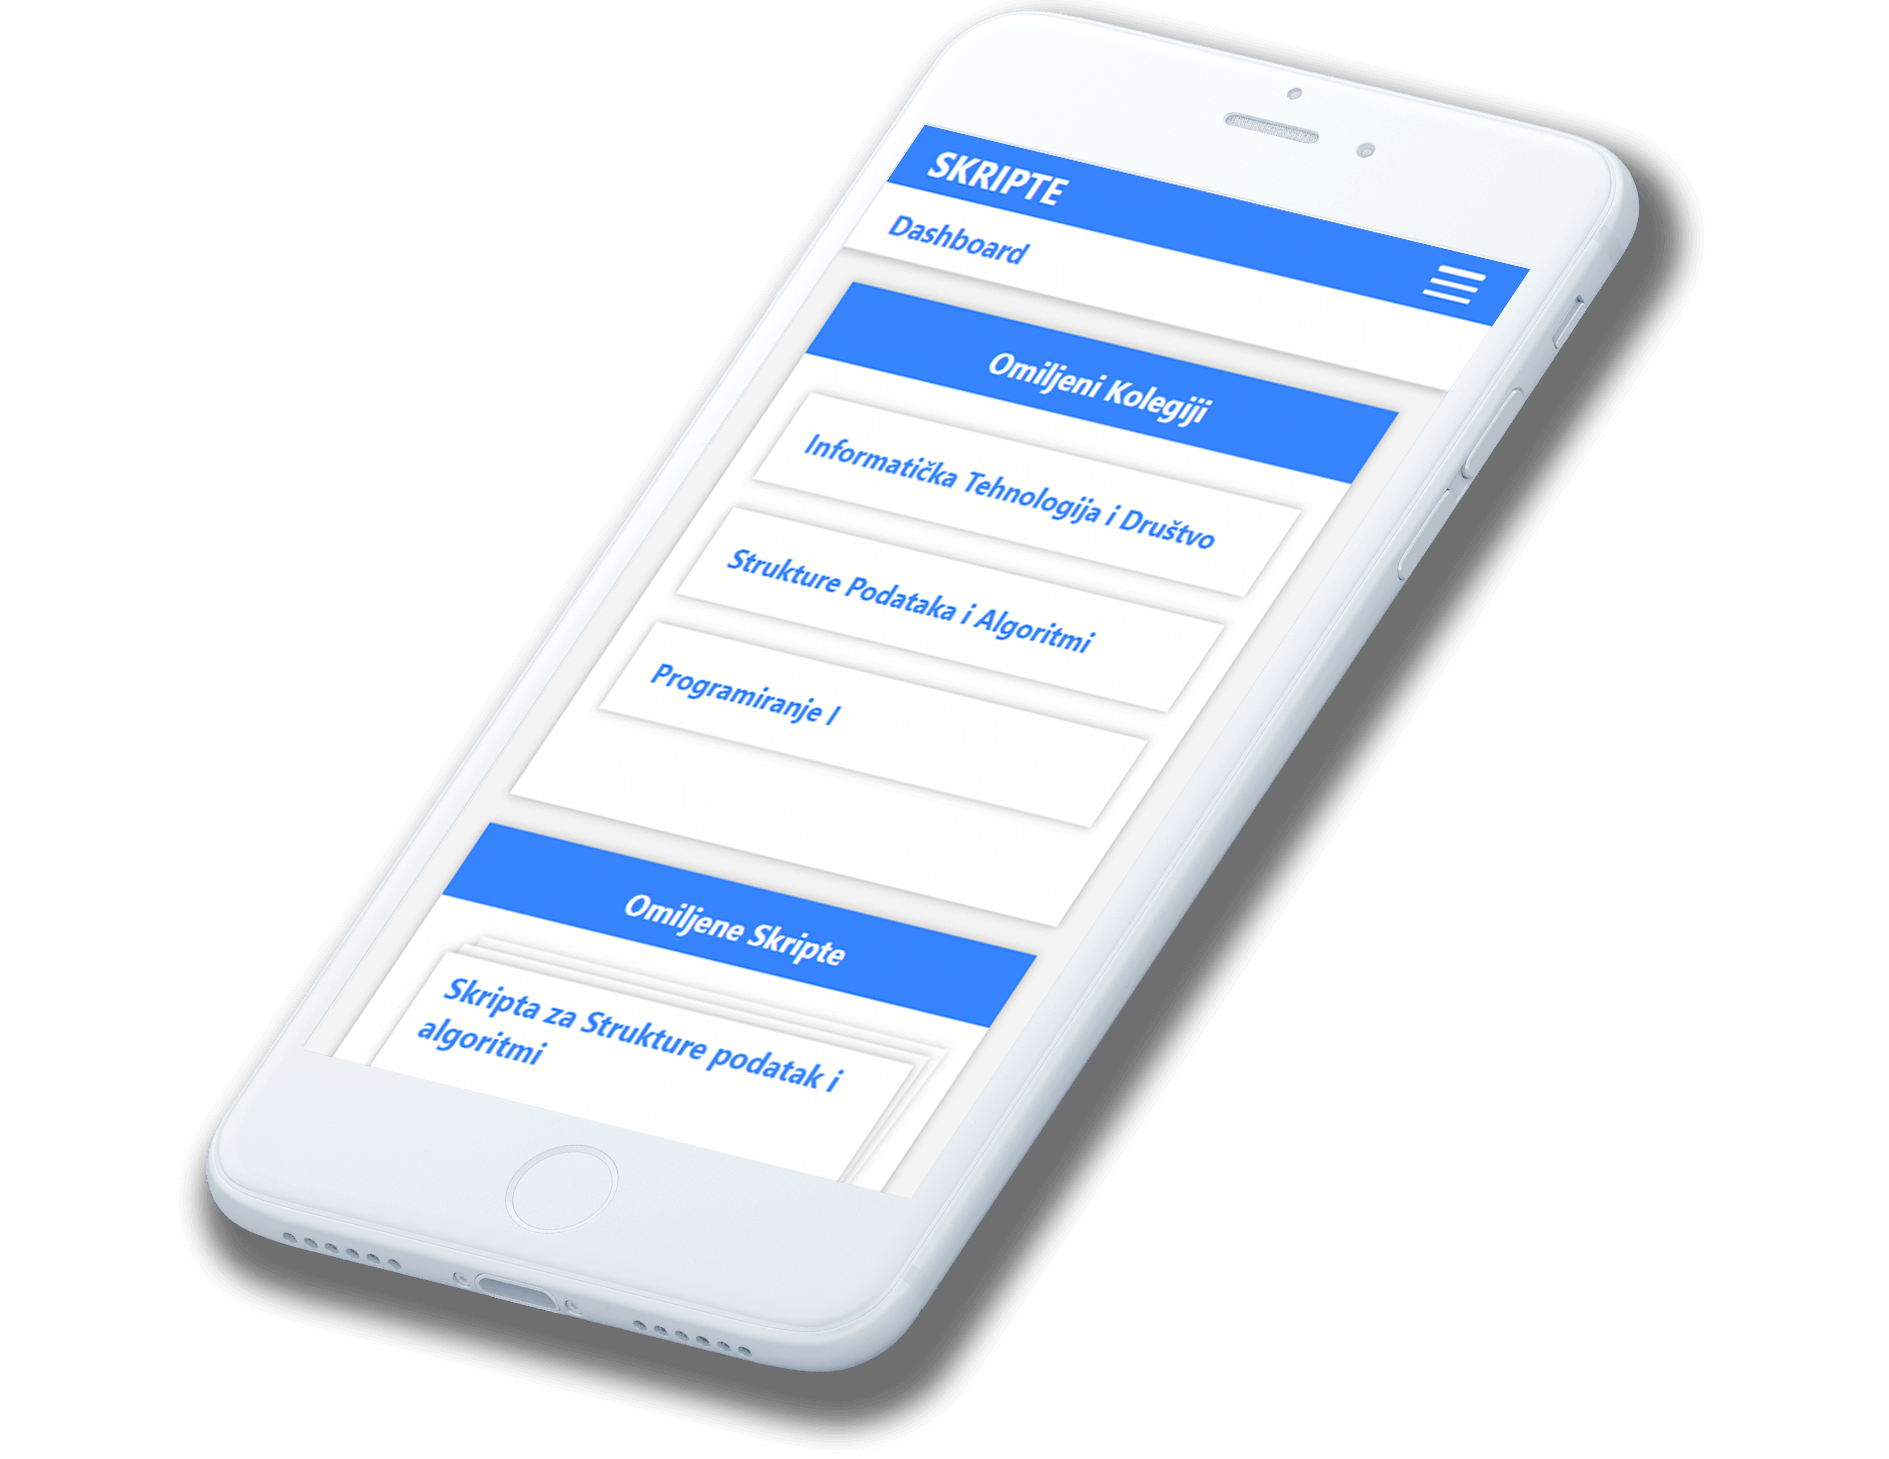 SKRIPTE
Dashboard
Omiljeni Kolegiji
Informatička Tehnologija i Društvo
Strukture Podataka i Algoritmi
Programiranje I
Omiljene Skripte
Skripta za Strukture podatak i
algoritmi